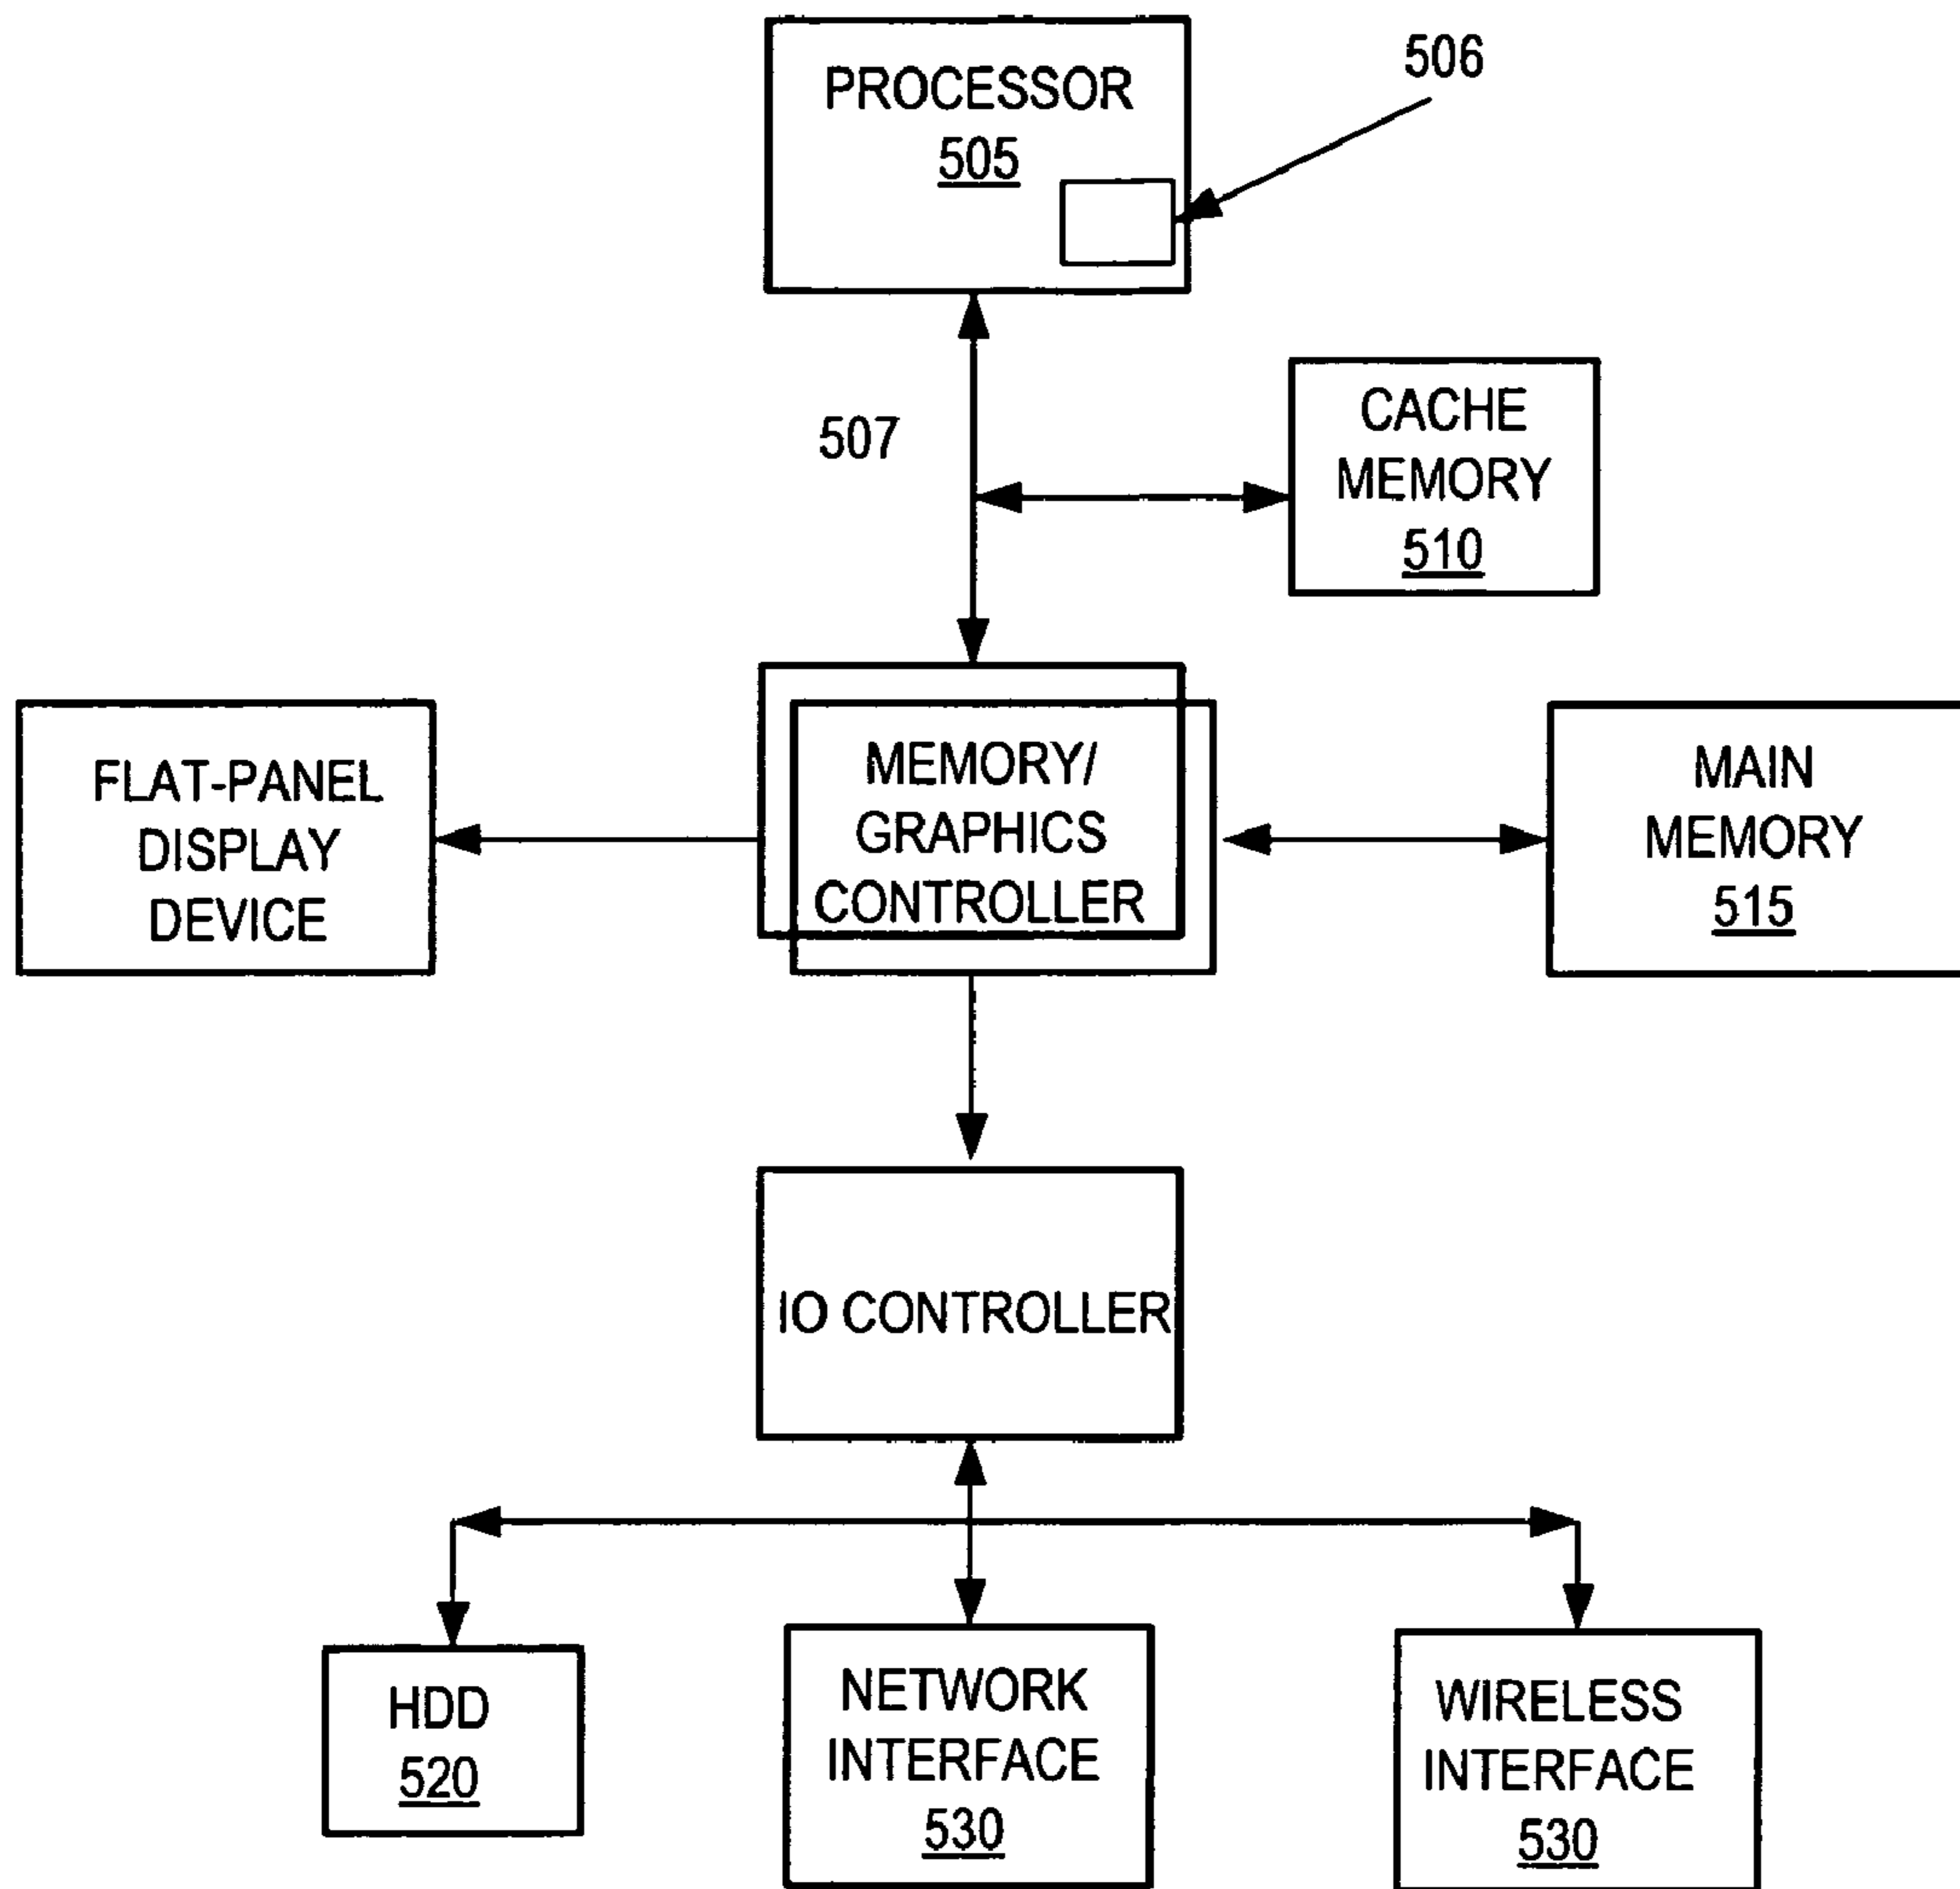 PROCESSOR
505
506
507
CACHE
MEMORY
510
FLAT-PANEL
DISPLAY
DEVICE
MEMORY/
GRAPHICS
CONTROLLER
MAIN
MEMORY
515
IO CONTROLLER
HDD
520
NETWORK
INTERFACE
530
WIRELESS
INTERFACE
530